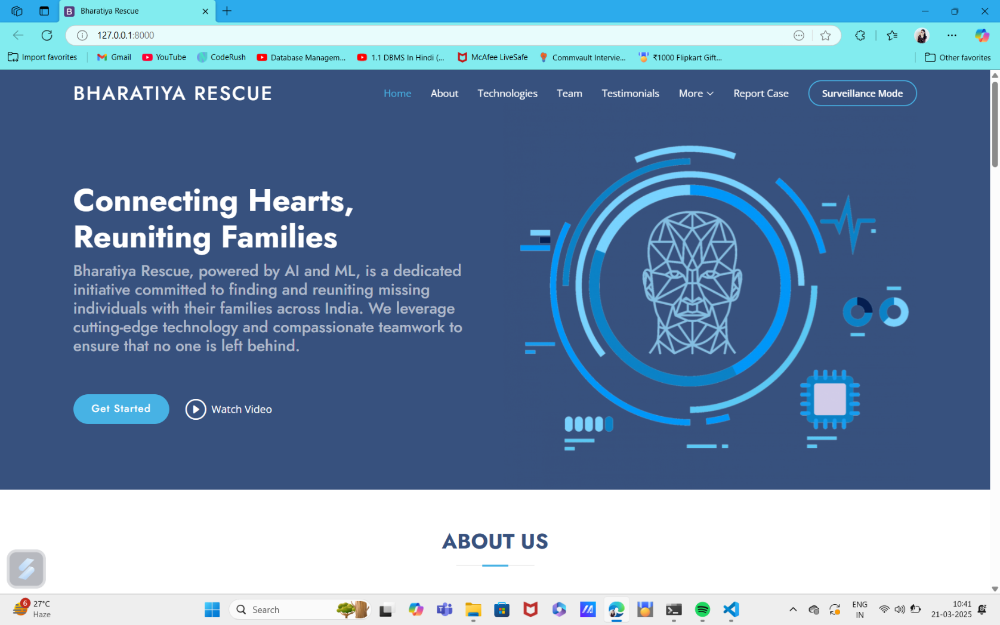 Bharatiya Rescue
127.0.0.1:8000
Import favorites
Gmail
YouTube
CodeRush
Database Managem...
1.1 DBMS In Hindi (...
McAfee LiveSafe
Commvault Intervie...
₹1000 Flipkart Gift...
Other favorites
BHARATIYA RESCUE
Home
About
Technologies
Team
Testimonials
More
Report Case
Surveillance Mode
Connecting Hearts,
Reuniting Families
Bharatiya Rescue, powered by AI and ML, is a dedicated
initiative committed to finding and reuniting missing
individuals with their families across India. We leverage
cutting-edge technology and compassionate teamwork to
ensure that no one is left behind.
Get Started
Watch Video
ABOUT US
6
27°C
Haze
Search
ENG
IN
10:41
21-03-2025